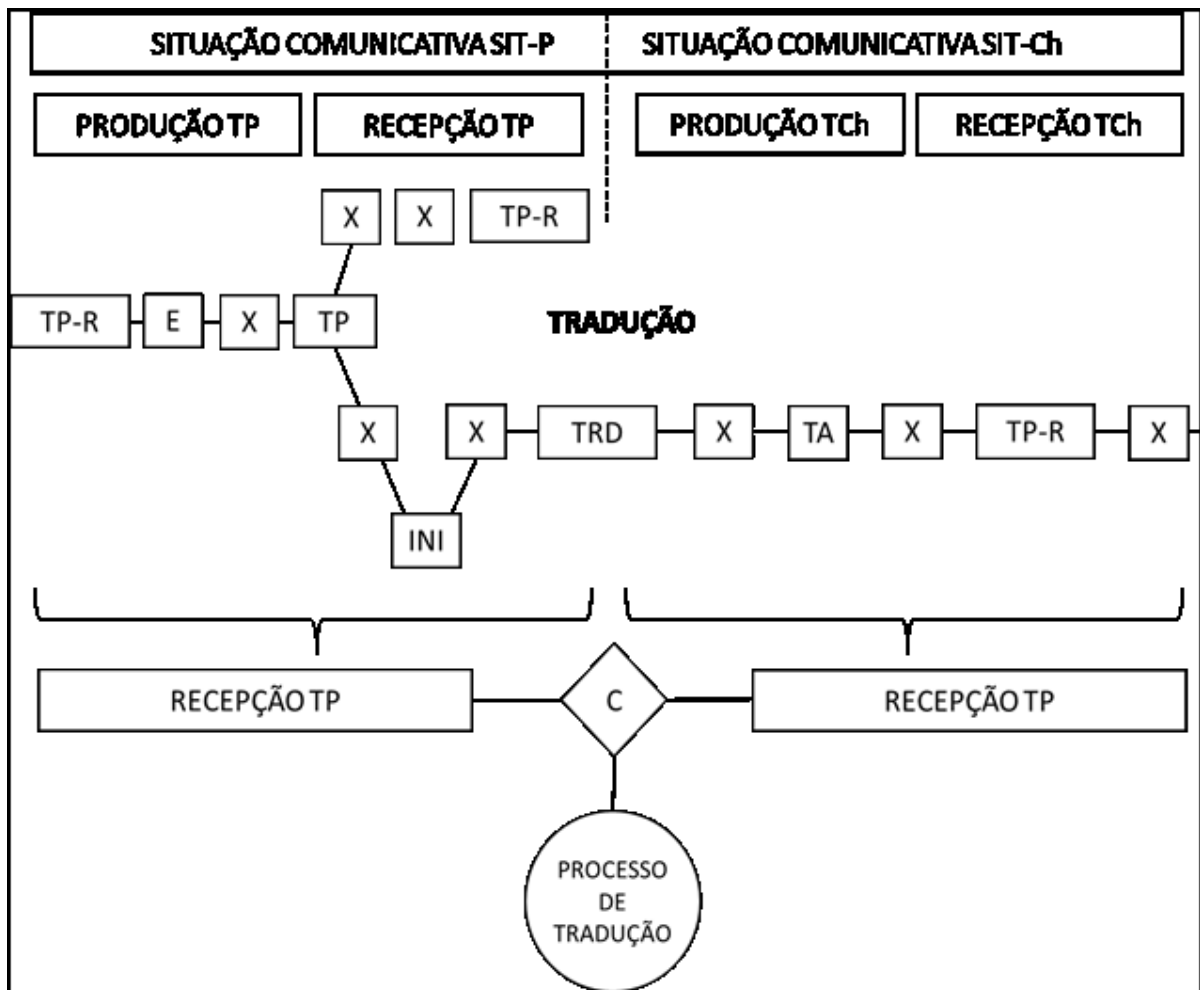 SITUAÇÃO COMUNICATIVA SIT-P SITUAÇÃO COMUNICATIVA SIT-Ch
PRODUÇÃO TP RECEPÇÃO TP PRODUÇÃO TCh RECEPÇÃO TCh
X X TP-R
TP-R E X TP TRADUÇÃO
X X TRD X TA X TP-R X
INI
RECEPÇÃO TP C RECEPÇÃO TP
PROCESSO
DE
TRADUÇÃO